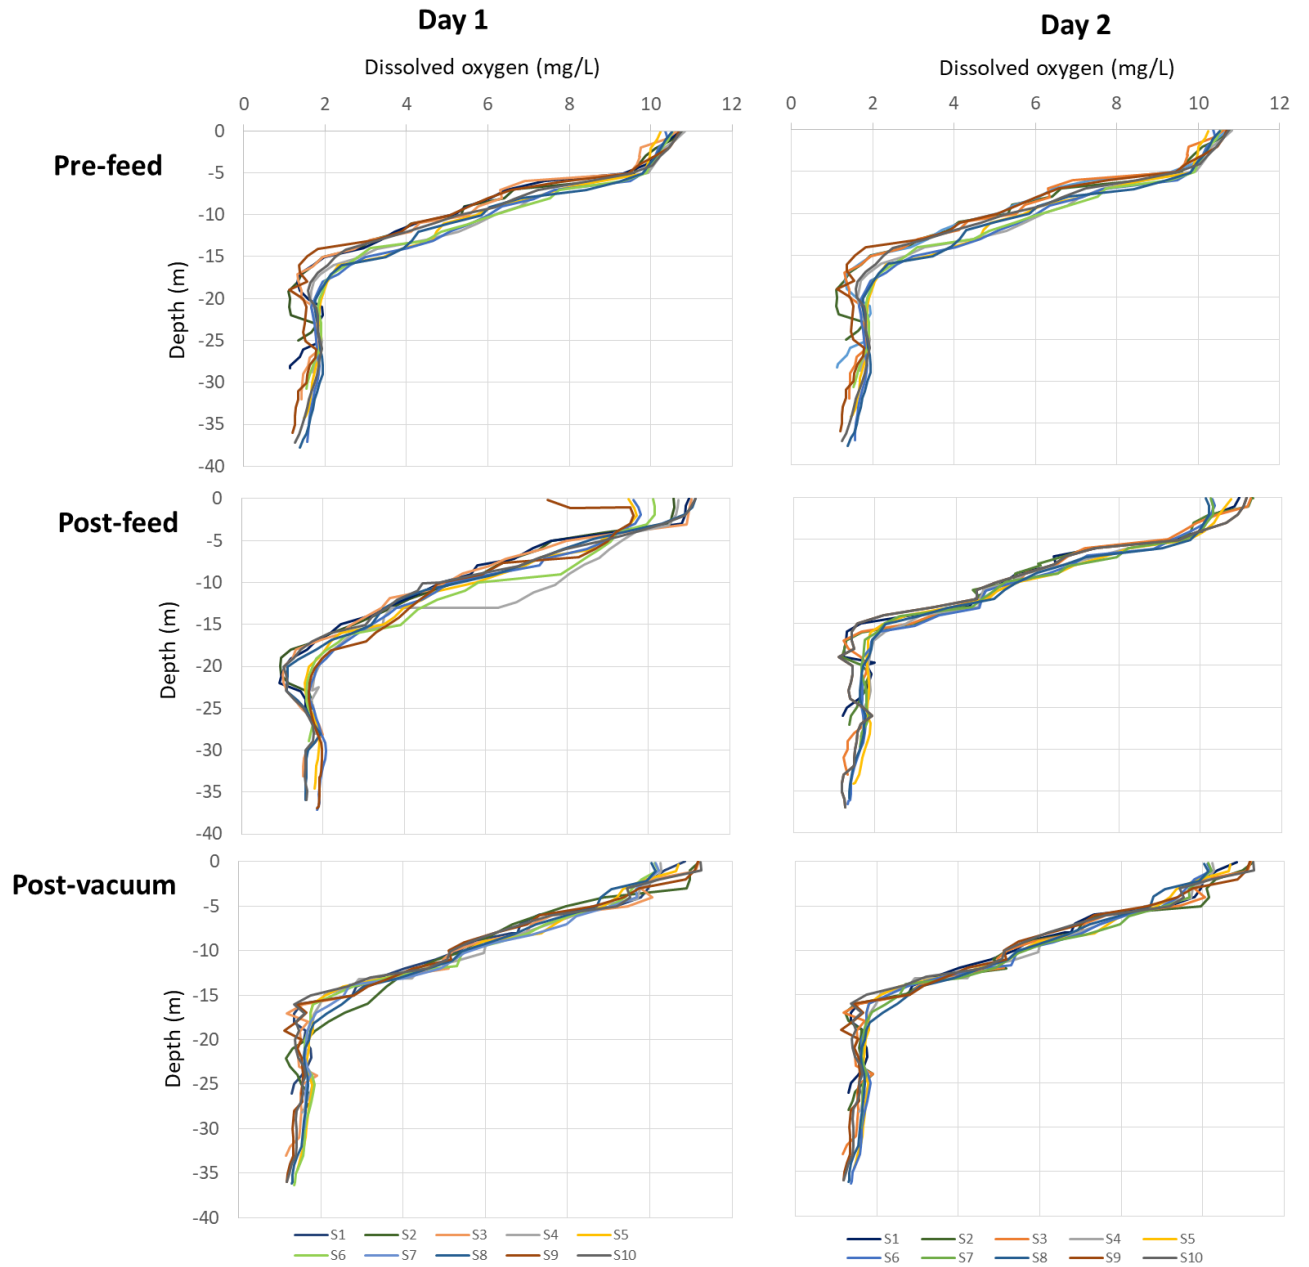 Day 1
Day 2
Dissolved oxygen (mg/L)
Dissolved oxygen (mg/L)
0 2 4 6 8 10 12
0 2 4 6 8 10 12
Pre-feed
Depth (m)
0
-5
-10
-15
-20
-25
-30
-35
-40
Post-feed
Depth (m)
0
-5
-10
-15
-20
-25
-30
-35
-40
Post-vacuum
Depth (m)
0
-5
-10
-15
-20
-25
-30
-35
-40
S1 S2 S3 S4 S5
S6 S7 S8 S9 S10
S1 S2 S3 S4 S5
S6 S7 S8 S9 S10